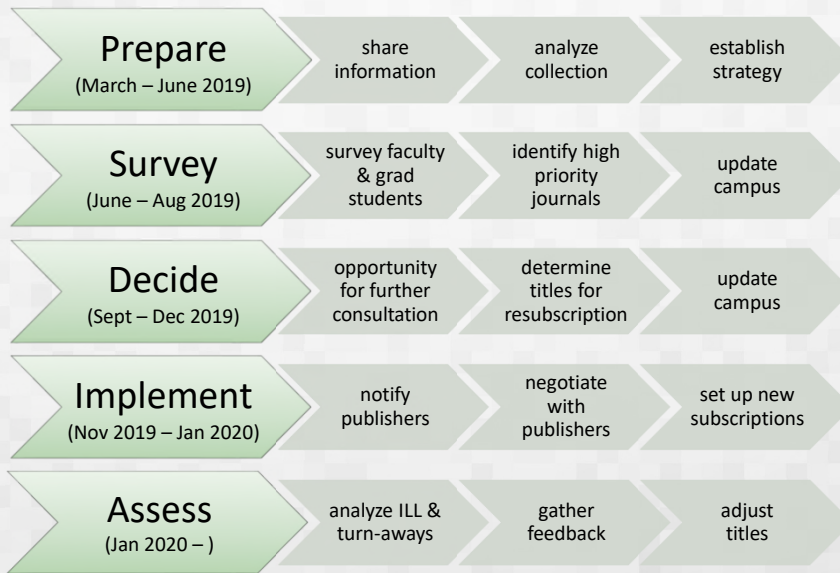 Prepare
(March – June 2019)
share
information
analyze
collection
establish
strategy
Survey
(June – Aug 2019)
survey faculty
& grad
students
identify high
priority
journals
update
campus
Decide
(Sept – Dec 2019)
opportunity
for further
consultation
determine
titles for
resubscription
update
campus
Implement
(Nov 2019 – Jan 2020)
notify
publishers
negotiate
with
publishers
set up new
subscriptions
Assess
(Jan 2020 – )
analyze ILL &
turn-aways
gather
feedback
adjust
titles